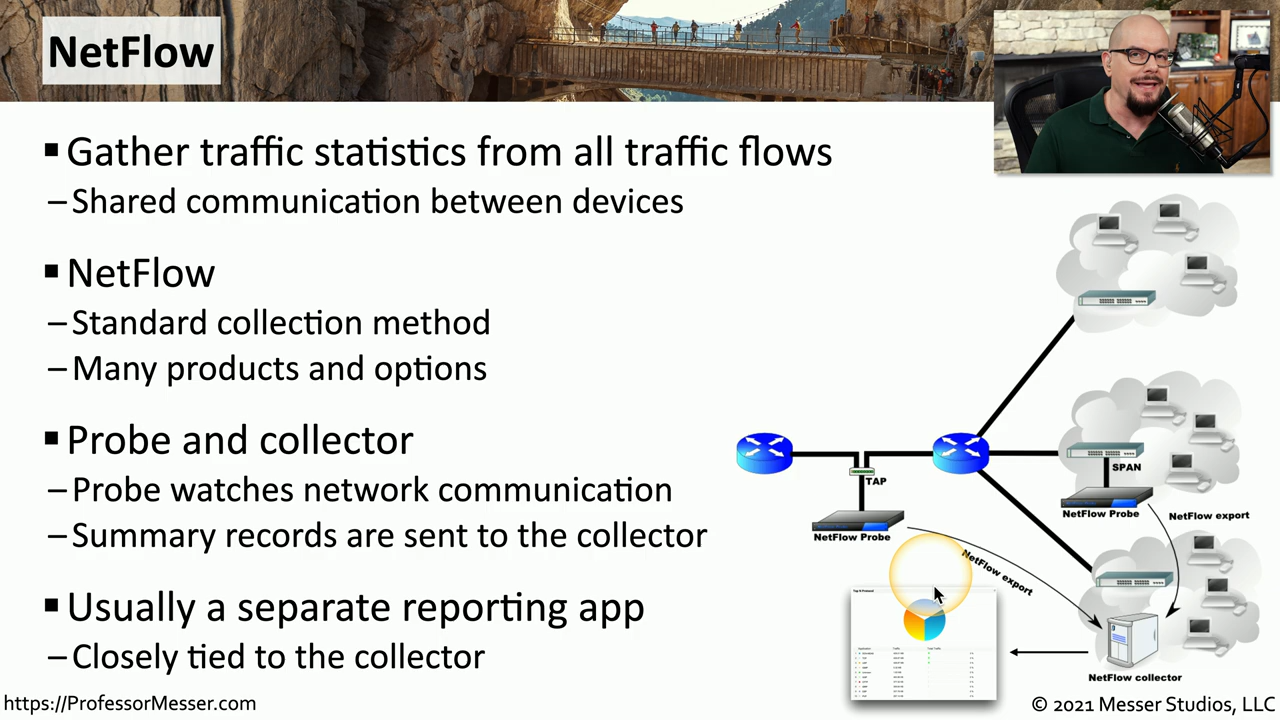 NetFlow
▪ Gather traffic statistics from all traffic flows
– Shared communication between devices
▪ NetFlow
– Standard collection method
– Many products and options
▪ Probe and collector
– Probe watches network communication
– Summary records are sent to the collector
▪ Usually a separate reporting app
– Closely tied to the collector
TAP
NetFlow Probe
SPAN
NetFlow Probe
NetFlow export
NetFlow export
NetFlow collector
https://ProfessorMesser.com
© 2021 Messer Studios, LLC